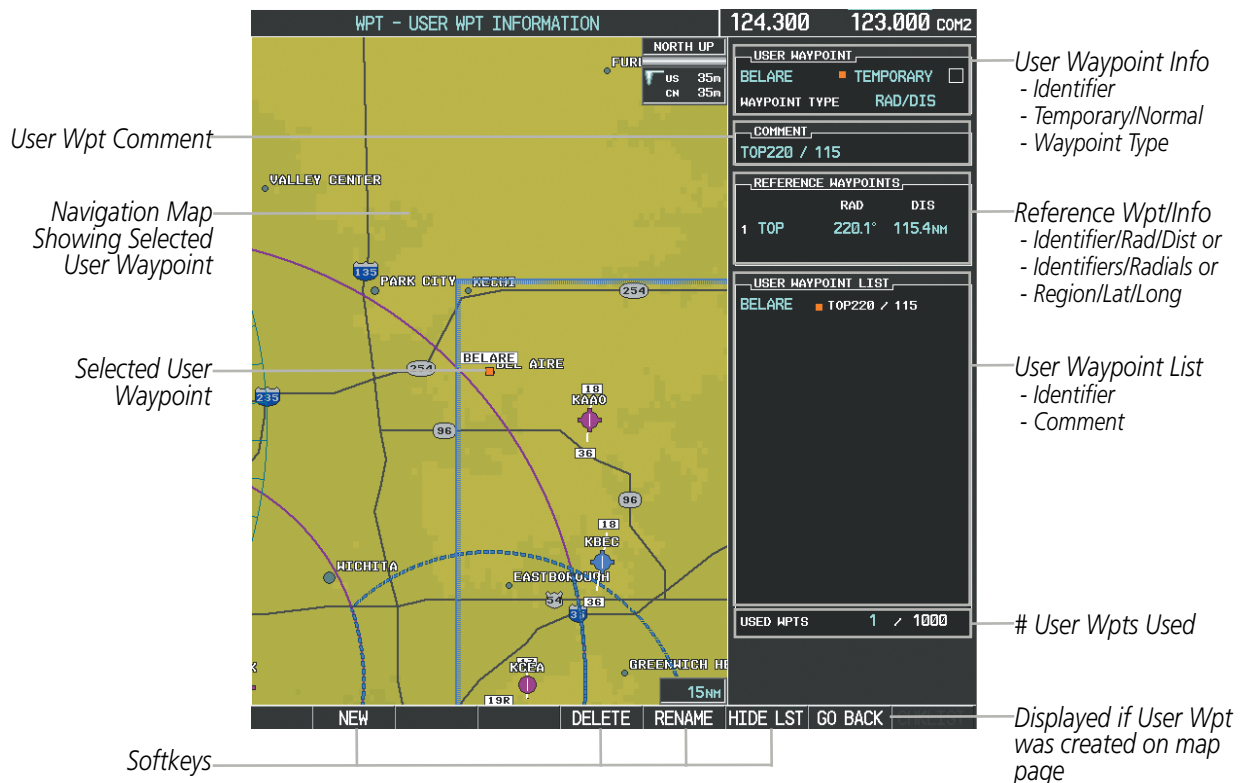 WPT - USER WPT INFORMATION
124.300 123.000 COM2
User Wpt Comment
Navigation Map
Showing Selected
User Waypoint
Selected User
Waypoint
NORTH UP
US 35m
CN 35m
FURL
VALLEY CENTER
135
PARK CITY
KECHI
254
254
BELARE
BEL AIRE
235
18
KAAO
36
96
96
18
KBEC
36
WICHITA
EASTBOROUGH
54
35
KCEA
19R
GREENWICH HE
15NM
USER WAYPOINT
BELARE TEMPORARY
WAYPOINT TYPE RAD/DIS
COMMENT
TOP220 / 115
REFERENCE WAYPOINTS
RAD DIS
1 TOP 220.1° 115.4NM
USER WAYPOINT LIST
BELARE TOP220 / 115
USED WPTS 1 / 1000
NEW DELETE RENAME HIDE LST GO BACK CHKLIST
Softkeys
User Waypoint Info
- Identifier
- Temporary/Normal
- Waypoint Type
Reference Wpt/Info
- Identifier/Rad/Dist or
- Identifiers/Radials or
- Region/Lat/Long
User Waypoint List
- Identifier
- Comment
# User Wpts Used
Displayed if User Wpt
was created on map
page